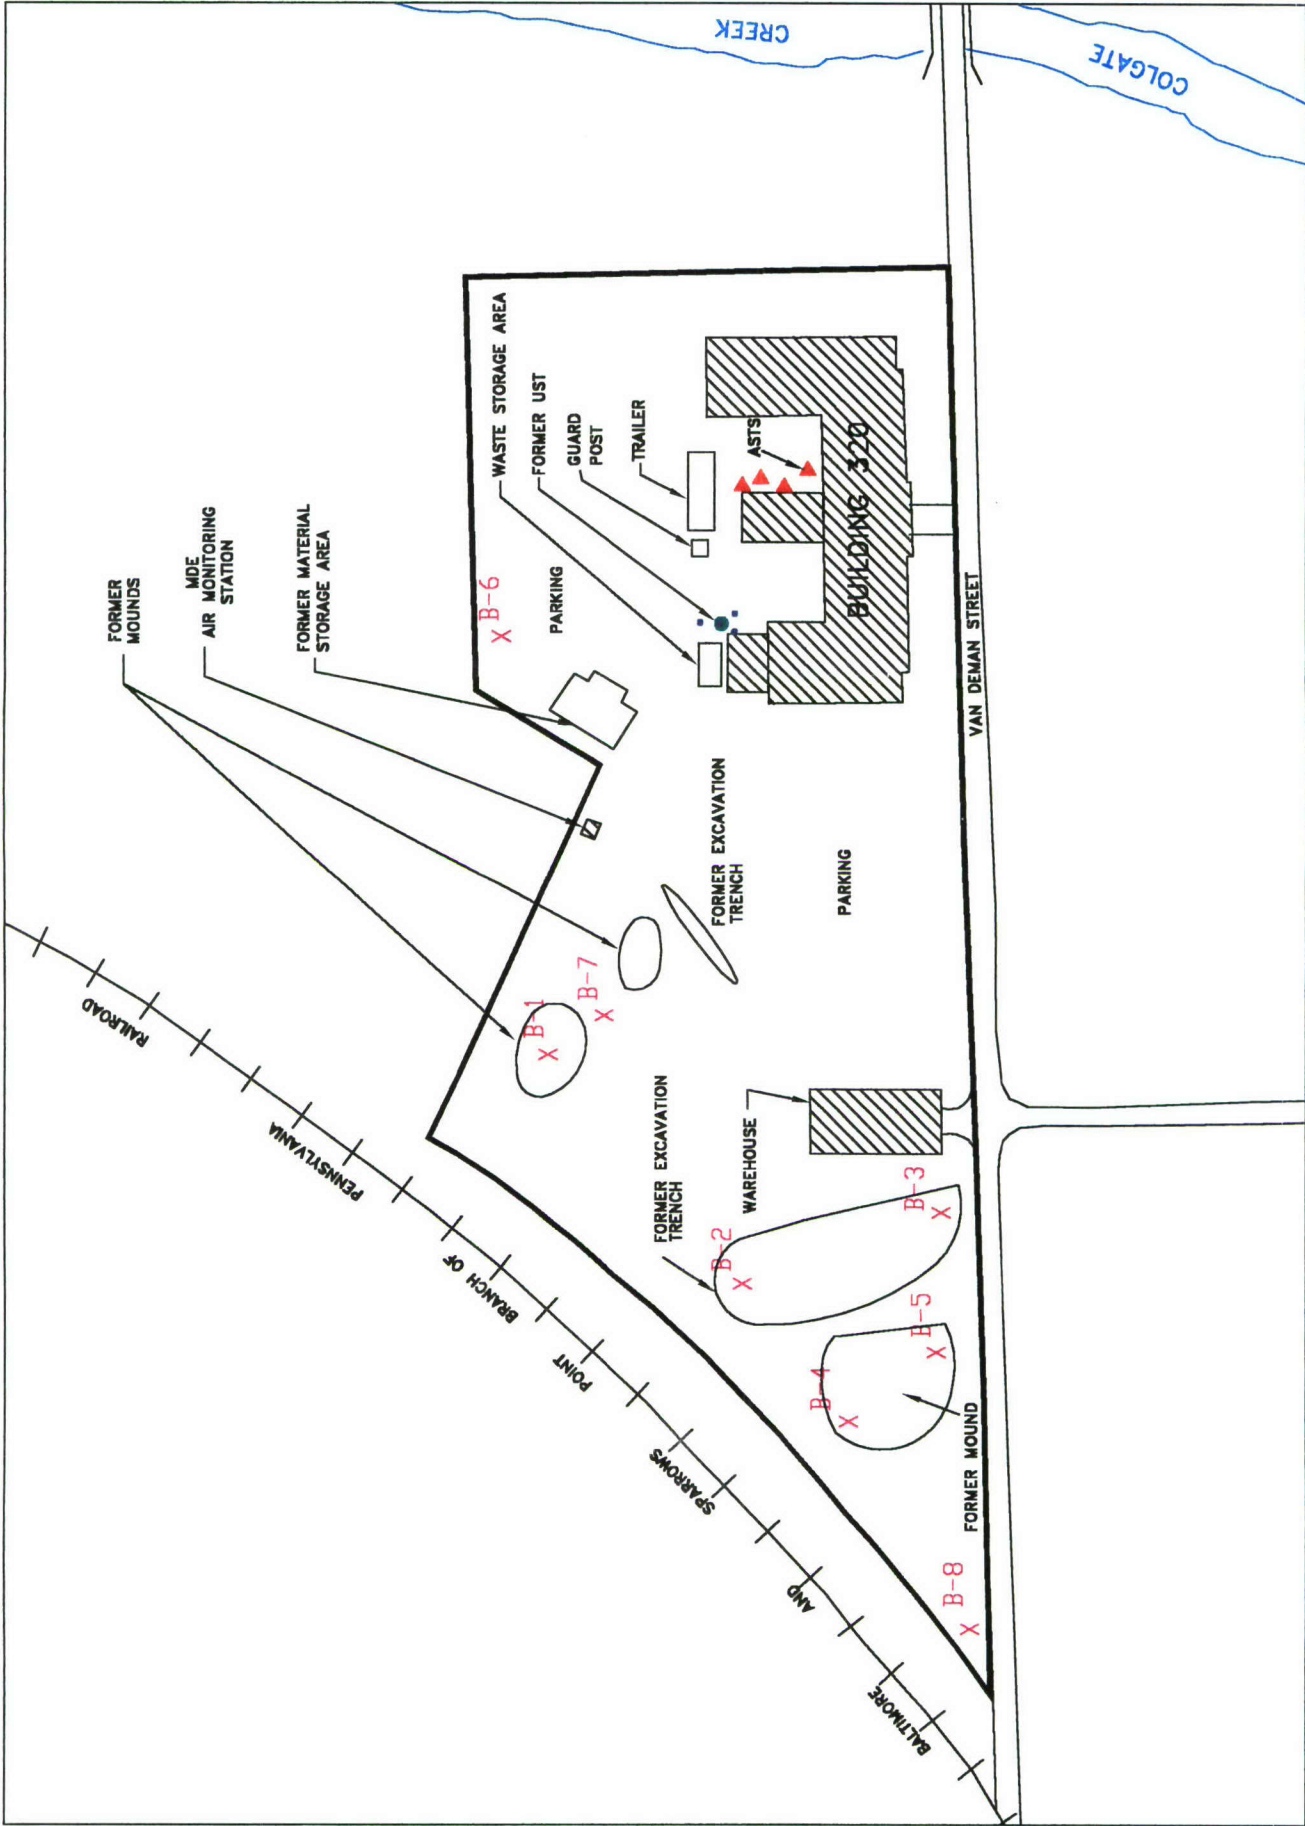 CREEK
COLGATE
FORMER
MOUNDS
MDE
AIR MONITORING
STATION
FORMER MATERIAL
STORAGE AREA
WASTE STORAGE AREA
FORMER UST
GUARD
POST
TRAILER
ASTS
B-6
PARKING
BUILDING 320
VAN DEMAN STREET
FORMER EXCAVATION
TRENCH
PARKING
B-1
B-7
FORMER EXCAVATION
TRENCH
WAREHOUSE
B-2
B-3
B-4
B-5
FORMER MOUND
B-8
BALTIMORE
AND
SPARROWS
POINT
BRANCH OF
PENNSYLVANIA
RAILROAD